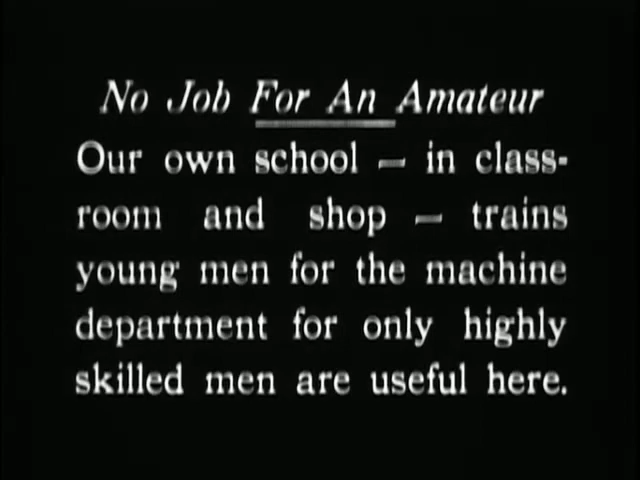 No Job For An Amateur
Our own school — in class-
room and shop — trains
young men for the machine
department for only highly
skilled men are useful here.